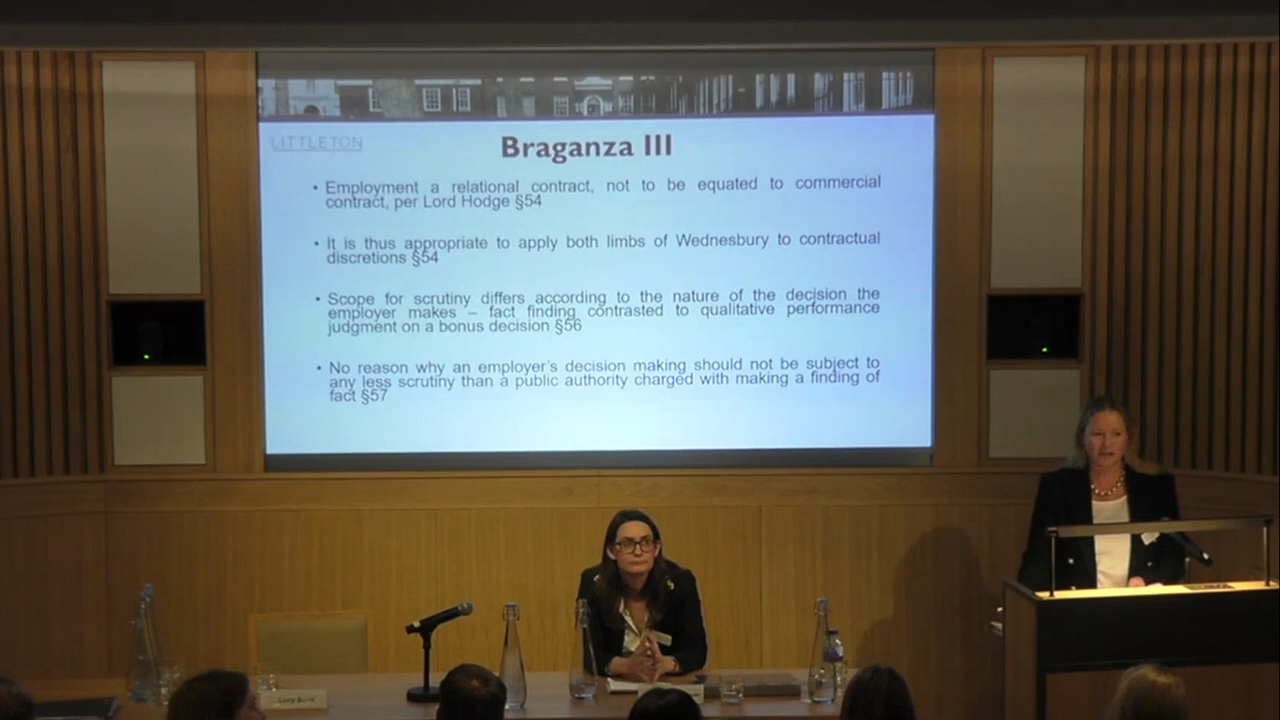 LITTLETON
Braganza III
• Employment a relational contract, not to be equated to commercial
contract, per Lord Hodge §54
• It is thus appropriate to apply both limbs of Wednesbury to contractual
discretions §54
• Scope for scrutiny differs according to the nature of the decision the
employer makes – fact finding contrasted to qualitative performance
judgment on a bonus decision §56
• No reason why an employer's decision making should not be subject to
any less scrutiny than a public authority charged with making a finding of
fact §57